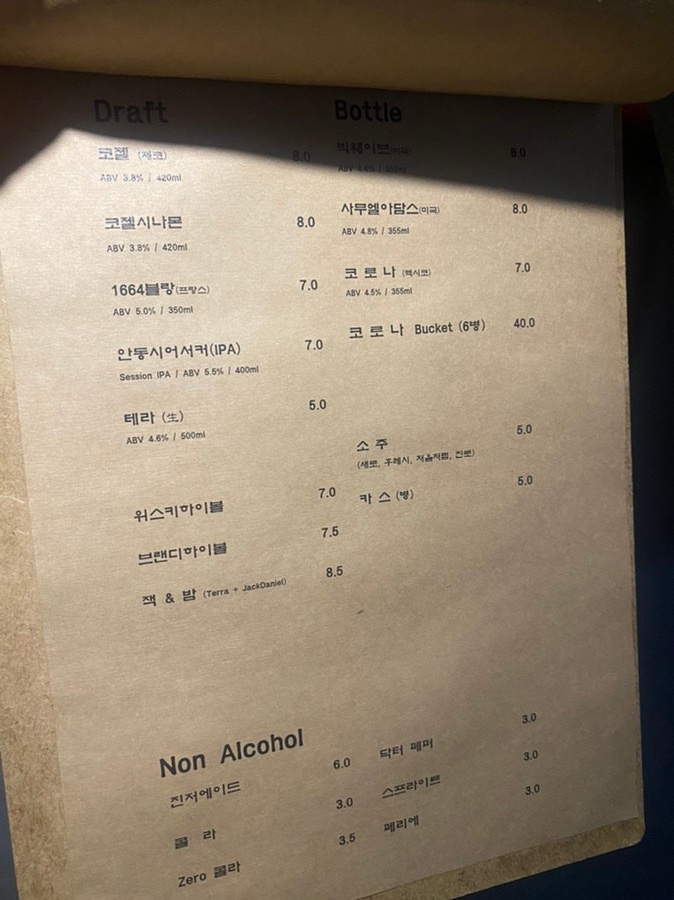 Draft
코젤 (체코) 8.0
ABV 3.8% / 420ml
코젤시나몬 8.0
ABV 3.8% / 420ml
1664블랑(프랑스) 7.0
ABV 5.0% / 350ml
안동시어서커(IPA) 7.0
Session IPA / ABV 5.5% / 400ml
테라 (生) 5.0
ABV 4.6% / 500ml
위스키하이볼 7.0
브랜디하이볼 7.5
잭 & 밤 (Terra + JackDaniel) 8.5
Bottle
빅웨이브(미국) 8.0
ABV
사무엘아담스(미국) 8.0
ABV 4.8% / 355ml
코 로 나 (멕시코) 7.0
ABV 4.5% / 355ml
코 로 나 Bucket (6병) 40.0
소 주 5.0
(새로, 후레시, 처음처럼, 진로)
카 스 (병) 5.0
Non Alcohol
진저에이드 6.0
콜 라 3.0
Zero 콜라 3.5
닥터 페퍼 3.0
스프라이트 3.0
페리에 3.0